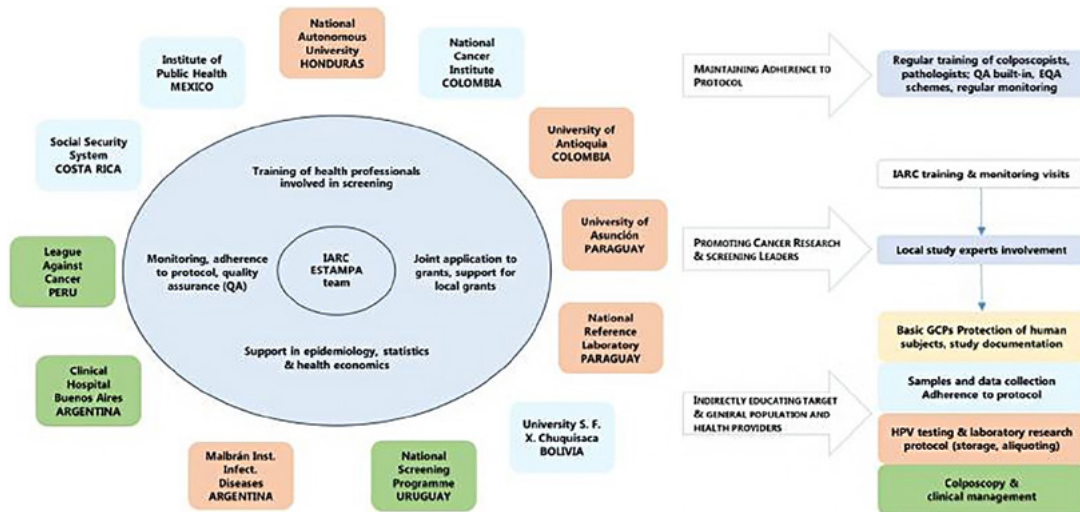 National
Autonomous
University
HONDURAS
Institute of
Public Health
MEXICO
National
Cancer
Institute
COLOMBIA
Social Security
System
COSTA RICA
University of
Antioquia
COLOMBIA
League
Against
Cancer
PERU
University of
Asunción
PARAGUAY
Clinical
Hospital
Buenos Aires
ARGENTINA
National
Reference
Laboratory
PARAGUAY
Malbrán Inst.
Infect.
Diseases
ARGENTINA
National
Screening
Programme
URUGUAY
University S. F.
X. Chuquisaca
BOLIVIA
Training of health professionals
involved in screening
Monitoring, adherence
to protocol, quality
assurance (QA)
IARC
ESTAMPA
team
Joint application to
grants, support for
local grants
Support in epidemiology, statistics
& health economics
MAINTAINING ADHERENCE TO
PROTOCOL
Regular training of colposcopists,
pathologists; QA built-in, EQA
schemes, regular monitoring
PROMOTING CANCER RESEARCH
& SCREENING LEADERS
IARC training & monitoring visits
Local study experts involvement
INDIRECTLY EDUCATING TARGET
& GENERAL POPULATION AND
HEALTH PROVIDERS
Basic GCPs Protection of human
subjects, study documentation
Samples and data collection
Adherence to protocol
HPV testing & laboratory research
protocol (storage, aliquoting)
Colposcopy &
clinical management